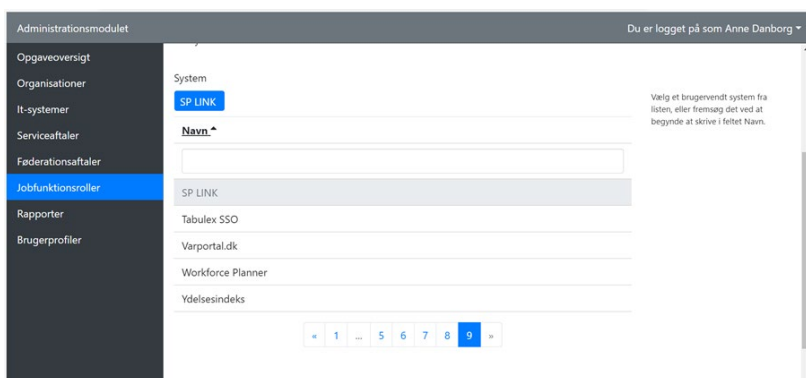 Administrationsmodulet
Du er logget på som Anne Danborg
Opgaveoversigt
Organisationer
It-systemer
Serviceaftaler
Føderationsaftaler
Jobfunktionsroller
Rapporter
Brugerprofiler
System
SP LINK
Navn
SP LINK
Tabulex SSO
Varportal.dk
Workforce Planner
Ydelsesindeks
« 1 ... 5 6 7 8 9 »
Vælg et brugervendt system fra
listen, eller fremsøg det ved at
begynde at skrive i feltet Navn.